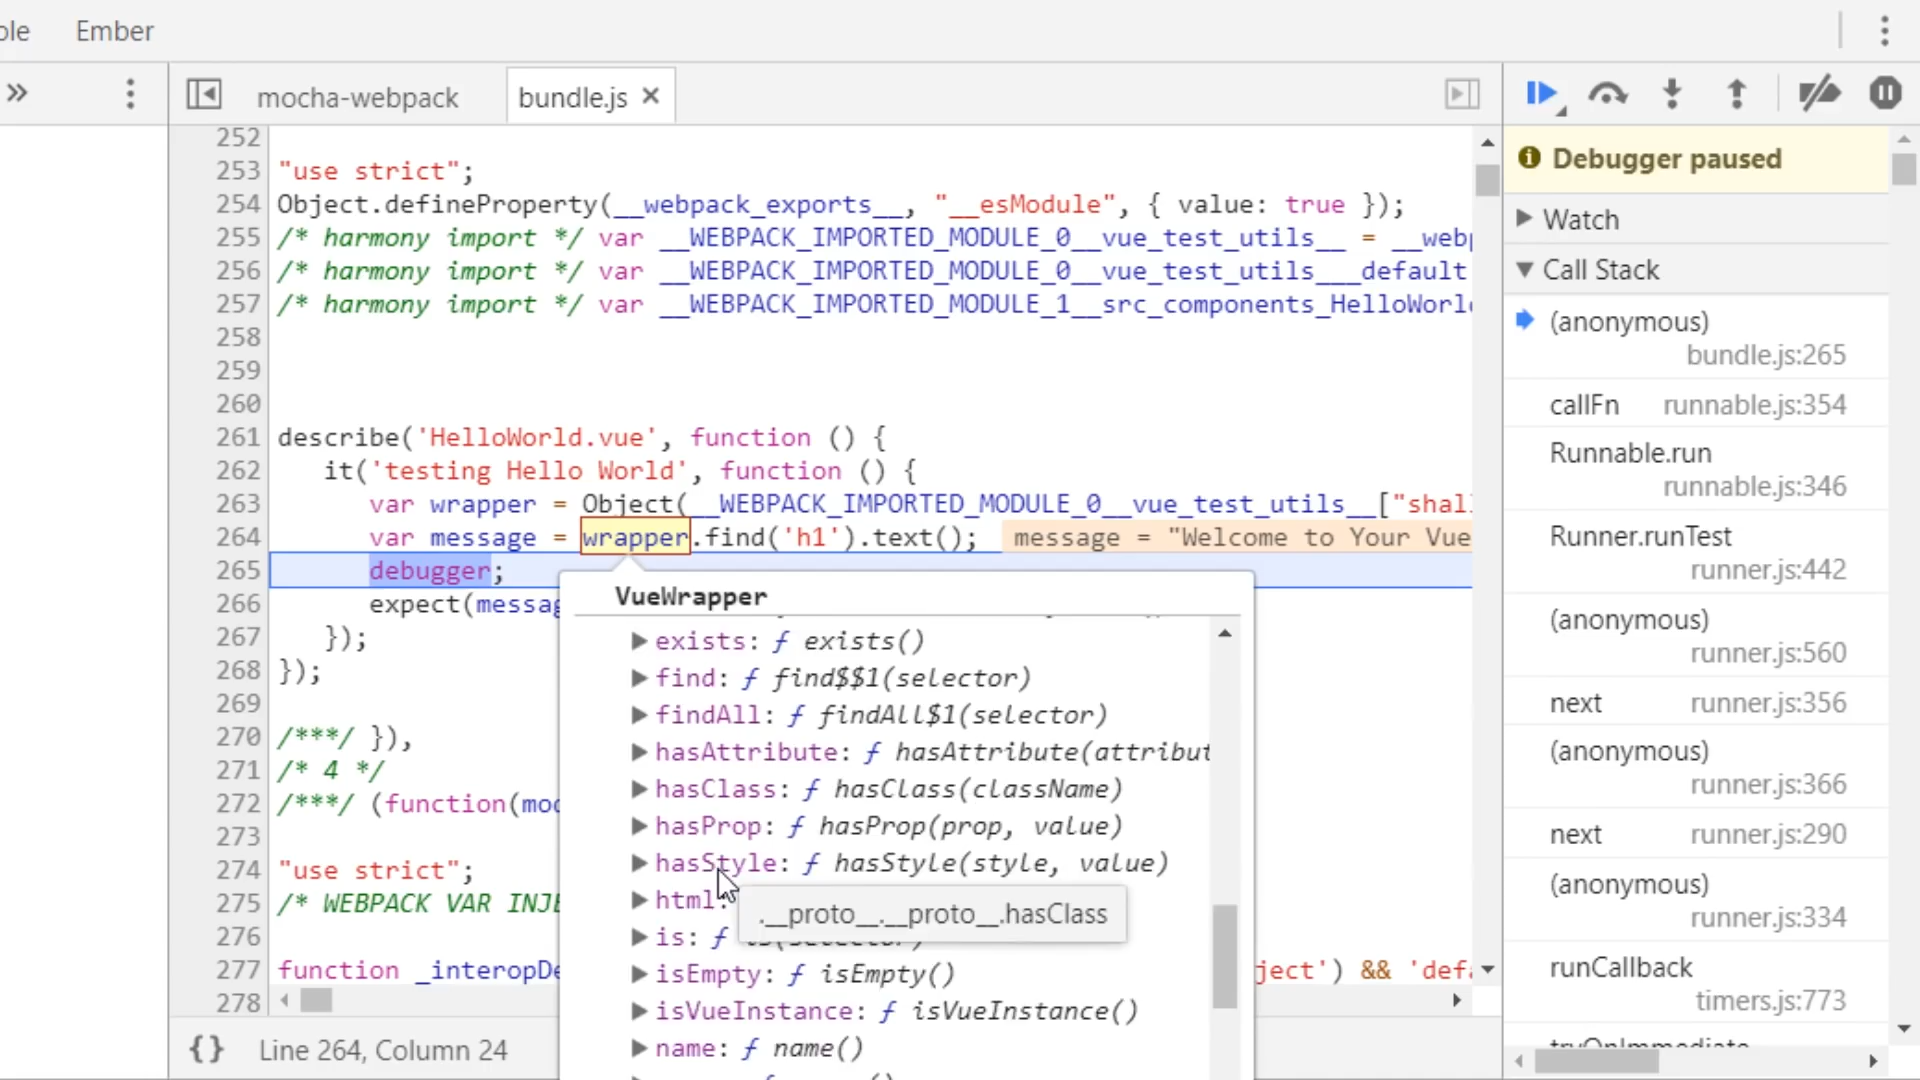 ole Ember
» mocha-webpack bundle.js ×
252
253 "use strict";
254 Object.defineProperty(__webpack_exports__, "__esModule", { value: true });
255 /* harmony import */ var __WEBPACK_IMPORTED_MODULE_0__vue_test_utils__ = __webp
256 /* harmony import */ var __WEBPACK_IMPORTED_MODULE_0__vue_test_utils___default
257 /* harmony import */ var __WEBPACK_IMPORTED_MODULE_1__src_components_HelloWorl
258
259
260
261 describe('HelloWorld.vue', function () {
262 it('testing Hello World', function () {
263 var wrapper = Object(__WEBPACK_IMPORTED_MODULE_0__vue_test_utils__["shal
264 var message = wrapper.find('h1').text(); message = "Welcome to Your Vue
265 debugger;
266 expect(messag
267 });
268 });
269
270 /***/ }),
271 /* 4 */
272 /***/ (function(mod
273
274 "use strict";
275 /* WEBPACK VAR INJE
276
277 function _interopDe ject') && 'defa
278
VueWrapper
exists: ƒ exists()
find: ƒ find$$1(selector)
findAll: ƒ findAll$1(selector)
hasAttribute: ƒ hasAttribute(attribut
hasClass: ƒ hasClass(className)
hasProp: ƒ hasProp(prop, value)
hasStyle: ƒ hasStyle(style, value)
html:
.__proto__.__proto__.hasClass
is: ƒ is(selector)
isEmpty: ƒ isEmpty()
isVueInstance: ƒ isVueInstance()
name: ƒ name()
{} Line 264, Column 24
Debugger paused
Watch
Call Stack
(anonymous)
bundle.js:265
callFn runnable.js:354
Runnable.run
runnable.js:346
Runner.runTest
runner.js:442
(anonymous)
runner.js:560
next runner.js:356
(anonymous)
runner.js:366
next runner.js:290
(anonymous)
runner.js:334
runCallback
timers.js:773
tryOnImmediate